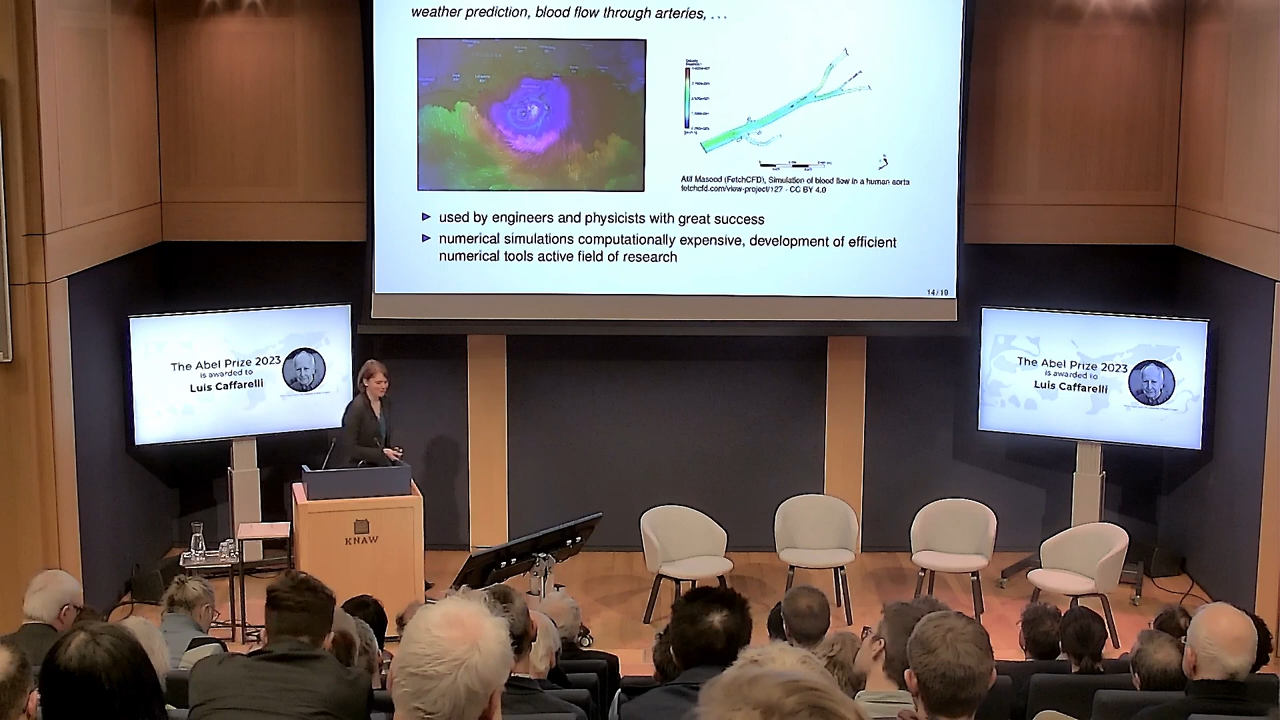 weather prediction, blood flow through arteries, ...
Atif Masood (FetchCFD), Simulation of blood flow in a human aorta
fetchcfd.com/view-project/127 - CC BY 4.0
▶ used by engineers and physicists with great success
▶ numerical simulations computationally expensive, development of efficient
numerical tools active field of research
14/19
The Abel Prize 2023
is awarded to
Luis Caffarelli
The Abel Prize 2023
is awarded to
Luis Caffarelli
KNAW